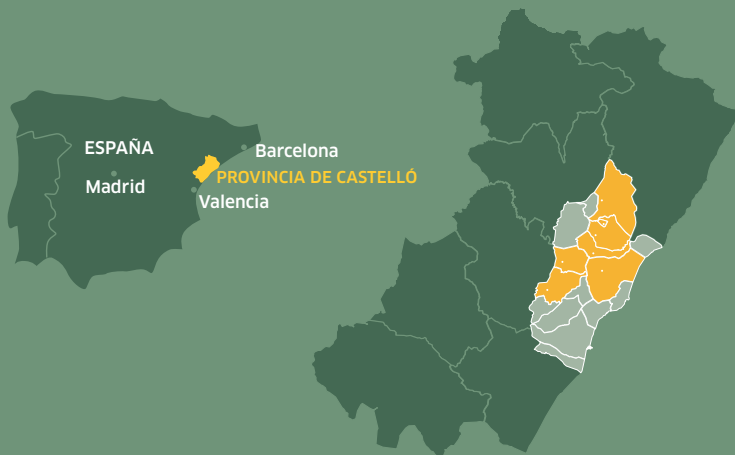 ESPAÑA
Barcelona
PROVINCIA DE CASTELLÓ
Madrid
Valencia